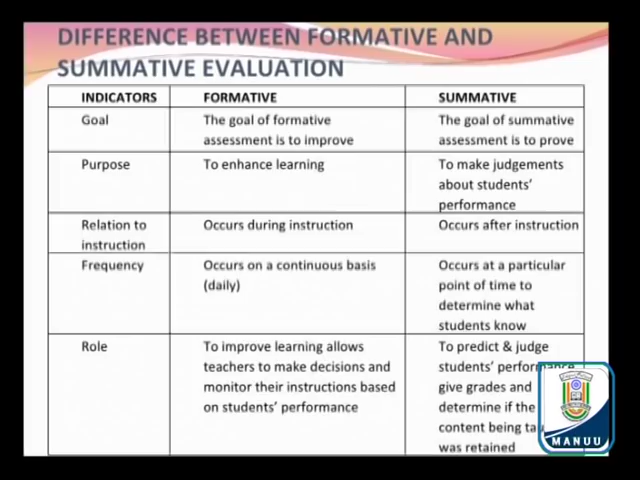 DIFFERENCE BETWEEN FORMATIVE AND
SUMMATIVE EVALUATION
INDICATORS FORMATIVE SUMMATIVE
Goal The goal of formative The goal of summative
assessment is to improve assessment is to prove
Purpose To enhance learning To make judgements
about students'
performance
Relation to Occurs during instruction Occurs after instruction
instruction
Frequency Occurs on a continuous basis Occurs at a particular
(daily) point of time to
determine what
students know
Role To improve learning allows To predict & judge
teachers to make decisions and students'
monitor their instructions based give grades and
on students' performance determine if the
content being
was retained
MANUU